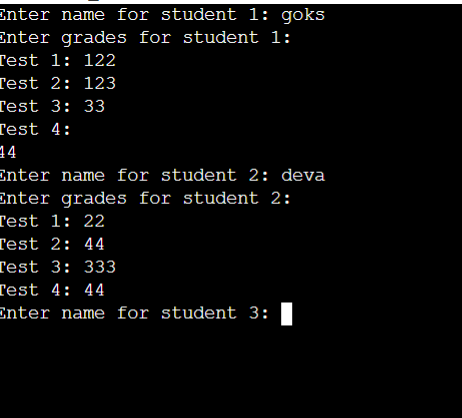 Enter name for student 1: goks
Enter grades for student 1:
Test 1: 122
Test 2: 123
Test 3: 33
Test 4:
44
Enter name for student 2: deva
Enter grades for student 2:
Test 1: 22
Test 2: 44
Test 3: 333
Test 4: 44
Enter name for student 3: